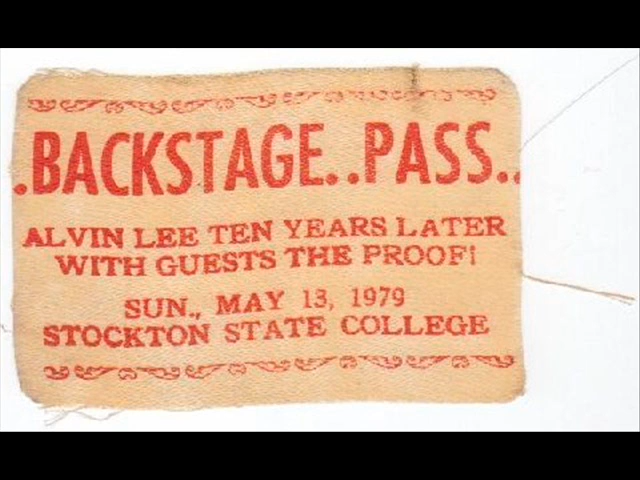 .BACKSTAGE..PASS..
ALVIN LEE TEN YEARS LATER
WITH GUESTS THE PROOF!
SUN., MAY 13, 1979
STOCKTON STATE COLLEGE